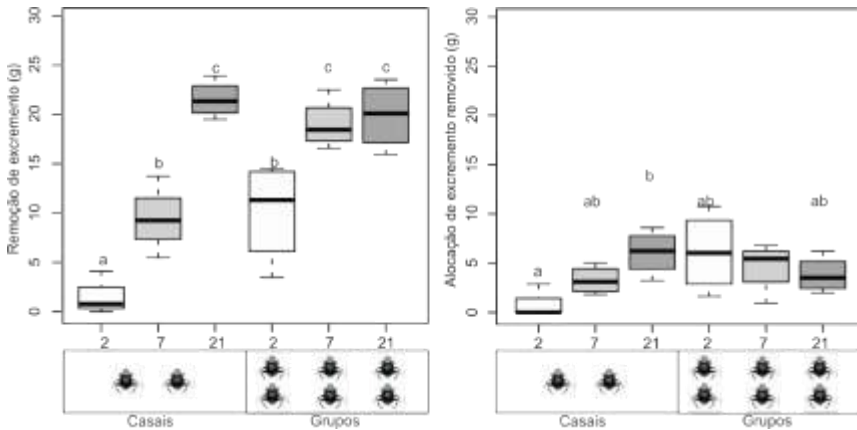 Remoção de excremento (g)
30
25
20
15
10
5
0
a
b
c
b
c
c
2 7 21 2 7 21
Casais Grupos
Alocação de excremento removido (g)
30
25
20
15
10
5
0
a
ab
b
ab
ab
2 7 21 2 7 21
Casais Grupos